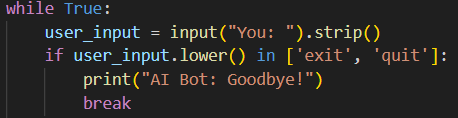 while True:
    user_input = input("You: ").strip()
    if user_input.lower() in ['exit', 'quit']:
        print("AI Bot: Goodbye!")
        break